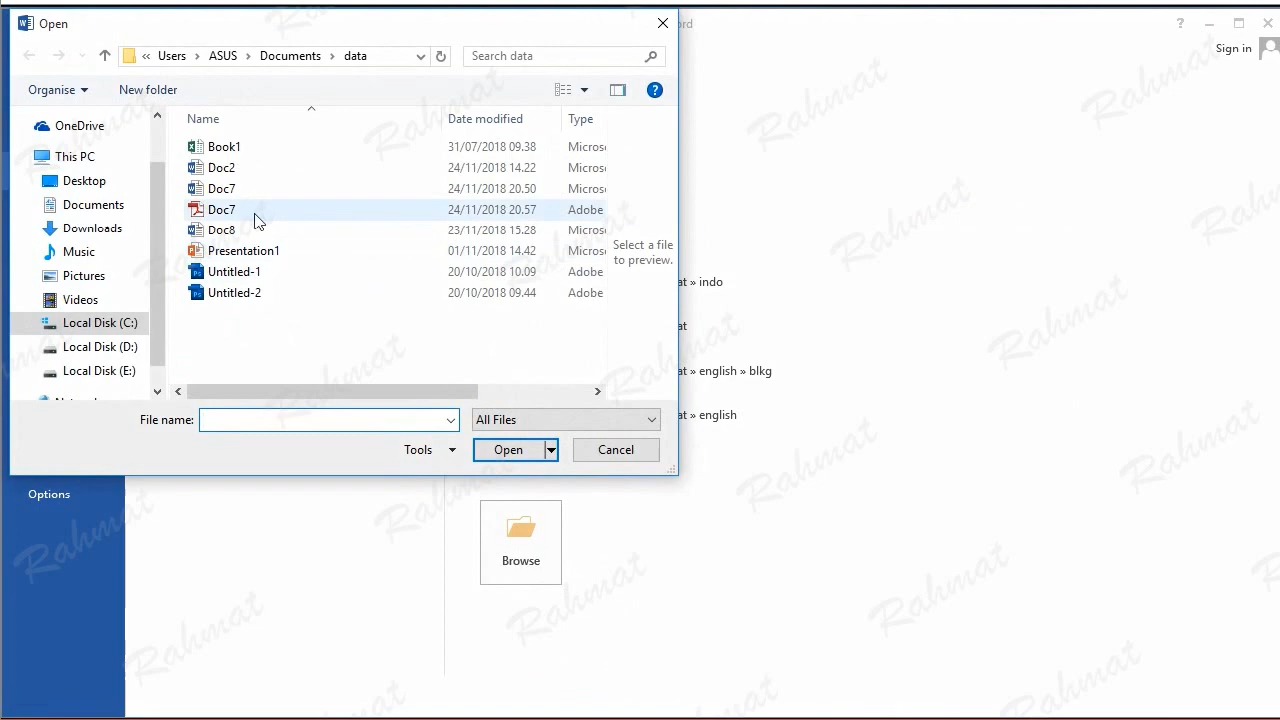 Open
rd
Sign in
« Users > ASUS > Documents > data
Search data
Organise
New folder
Name
Date modified
Type
OneDrive
This PC
Desktop
Documents
Downloads
Music
Pictures
Videos
Local Disk (C:)
Local Disk (D:)
Local Disk (E:)
Book1 31/07/2018 09.38 Micros
Doc2 24/11/2018 14.22 Micros
Doc7 24/11/2018 20.50 Micros
Doc7 24/11/2018 20.57 Adobe
Doc8 23/11/2018 15.28 Micros
Presentation1 01/11/2018 14.42 Micros
Untitled-1 20/10/2018 10.09 Adobe
Untitled-2 20/10/2018 09.44 Adobe
Select a file
to preview.
at » indo
at
at » english » blkg
at » english
File name:
All Files
Tools
Open
Cancel
Options
Browse
Rahmat